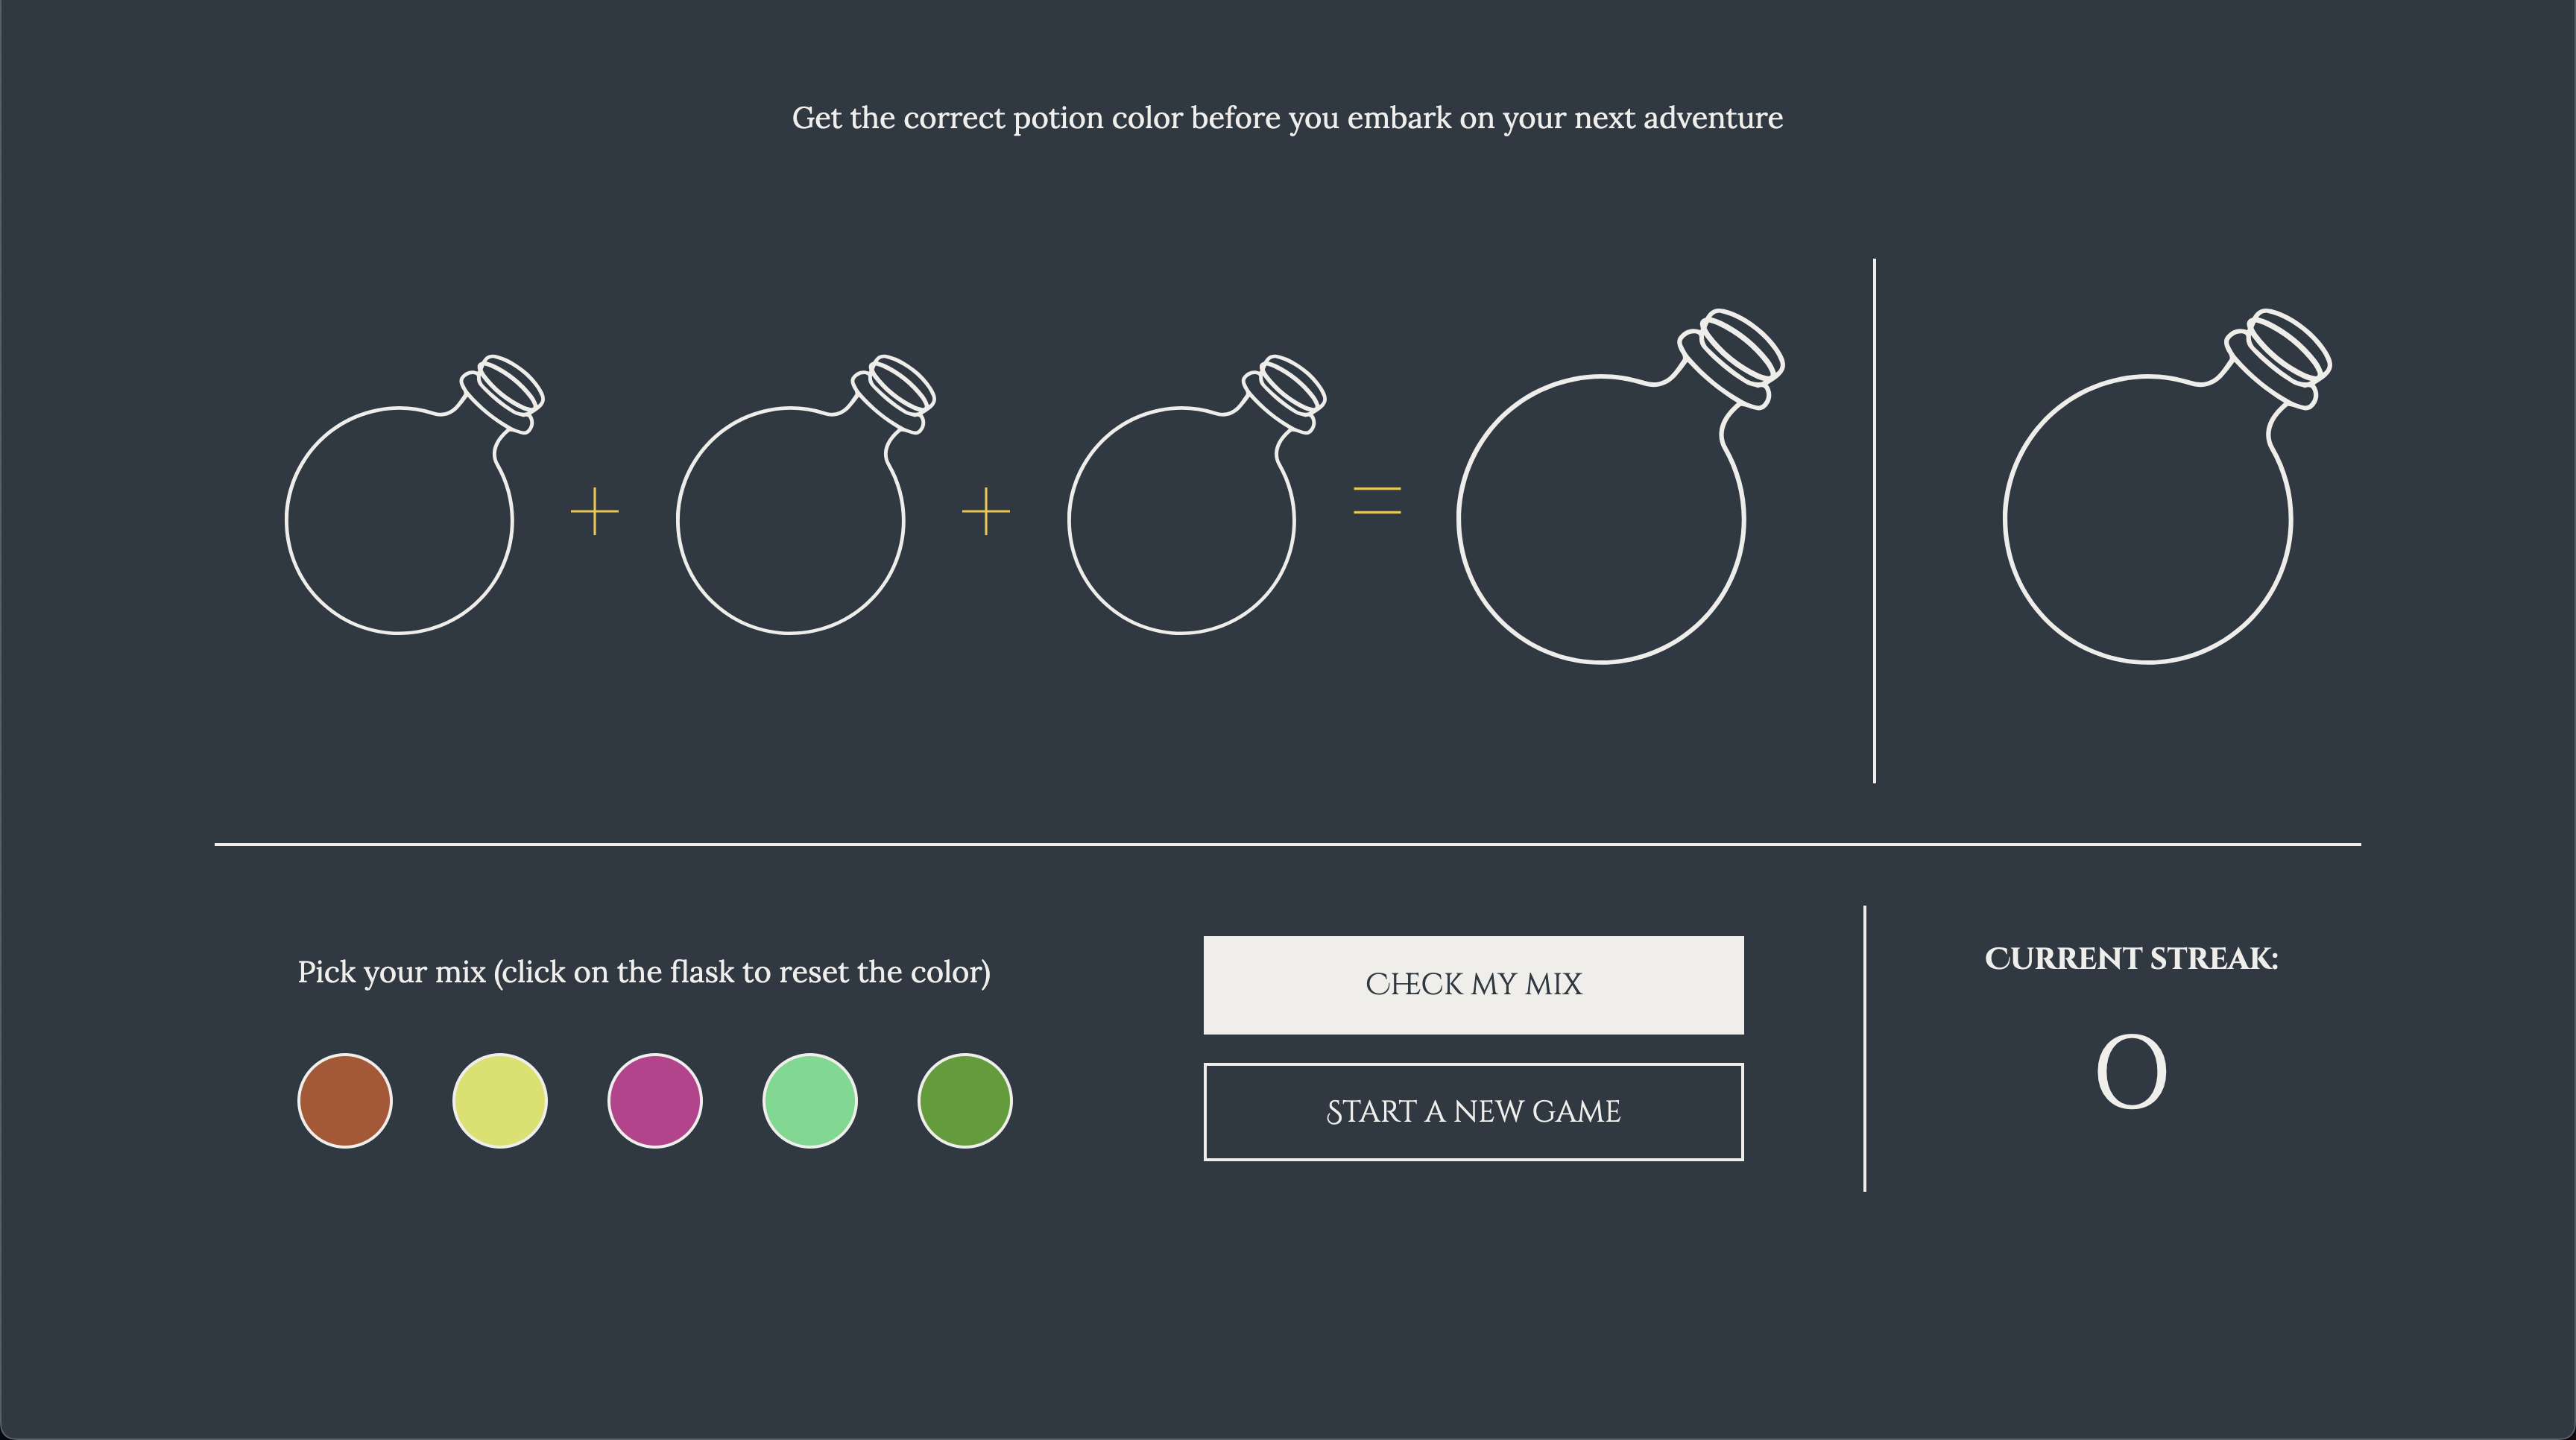 Get the correct potion color before you embark on your next adventure
+ + =
Pick your mix (click on the flask to reset the color)
CHECK MY MIX
START A NEW GAME
CURRENT STREAK:
0